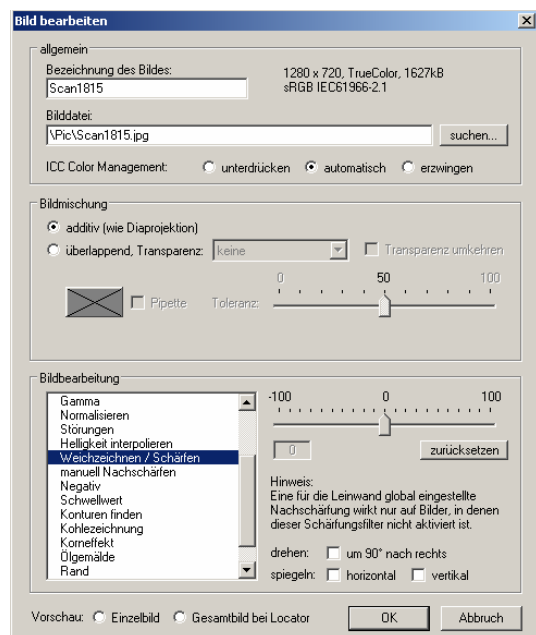 Bild bearbeiten
allgemein
Bezeichnung des Bildes:
Scan1815
1280 x 720, TrueColor, 1627kB
sRGB IEC61966-2.1
Bilddatei:
\Pic\Scan1815.jpg
suchen...
ICC Color Management: unterdrücken automatisch erzwingen
Bildmischung
additiv (wie Diaprojektion)
überlappend, Transparenz: keine Transparenz umkehren
0 50 100
Pipette Toleranz:
Bildbearbeitung
Gamma
Normalisieren
Störungen
Helligkeit interpolieren
Weichzeichnen / Schärfen
manuell Nachschärfen
Negativ
Schwellwert
Konturen finden
Kohlezeichnung
Korneffekt
Ölgemälde
Rand
-100 0 100
0 zurücksetzen
Hinweis:
Eine für die Leinwand global eingestellte
Nachschärfung wirkt nur auf Bilder, in denen
dieser Schärfungsfilter nicht aktiviert ist.
drehen: um 90° nach rechts
spiegeln: horizontal vertikal
Vorschau: Einzelbild Gesamtbild bei Locator OK Abbruch